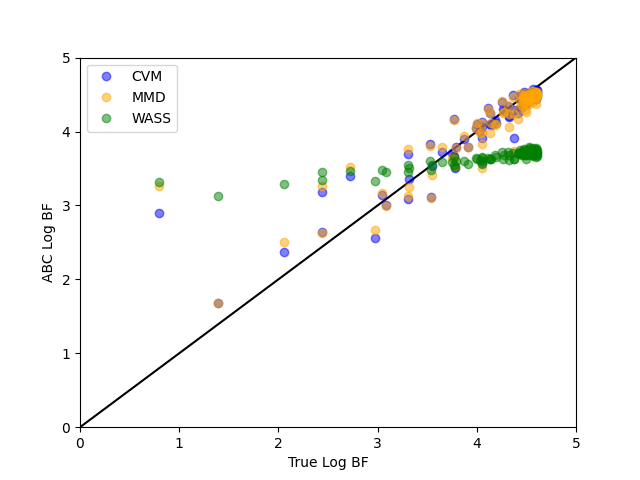 5
4
3
2
1
0
ABC Log BF
CVM
MMD
WASS
0 1 2 3 4 5
True Log BF